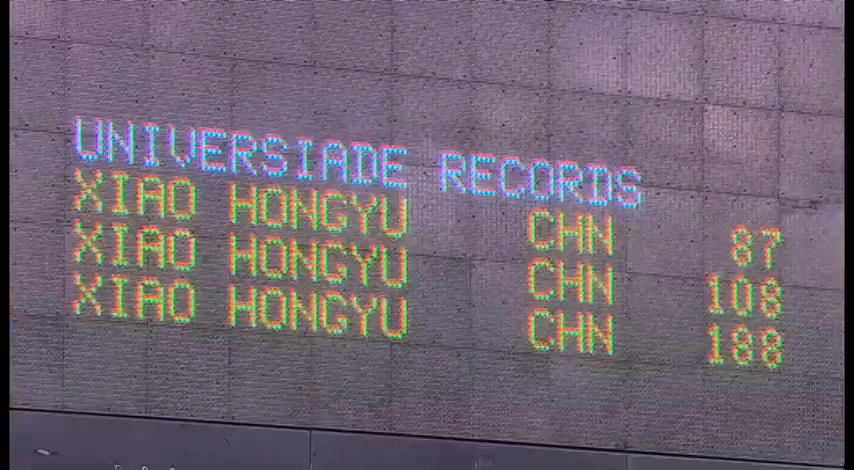 UNIVERSIADE RECORDS
XIAO HONGYU CHN 87
XIAO HONGYU CHN 108
XIAO HONGYU CHN 188